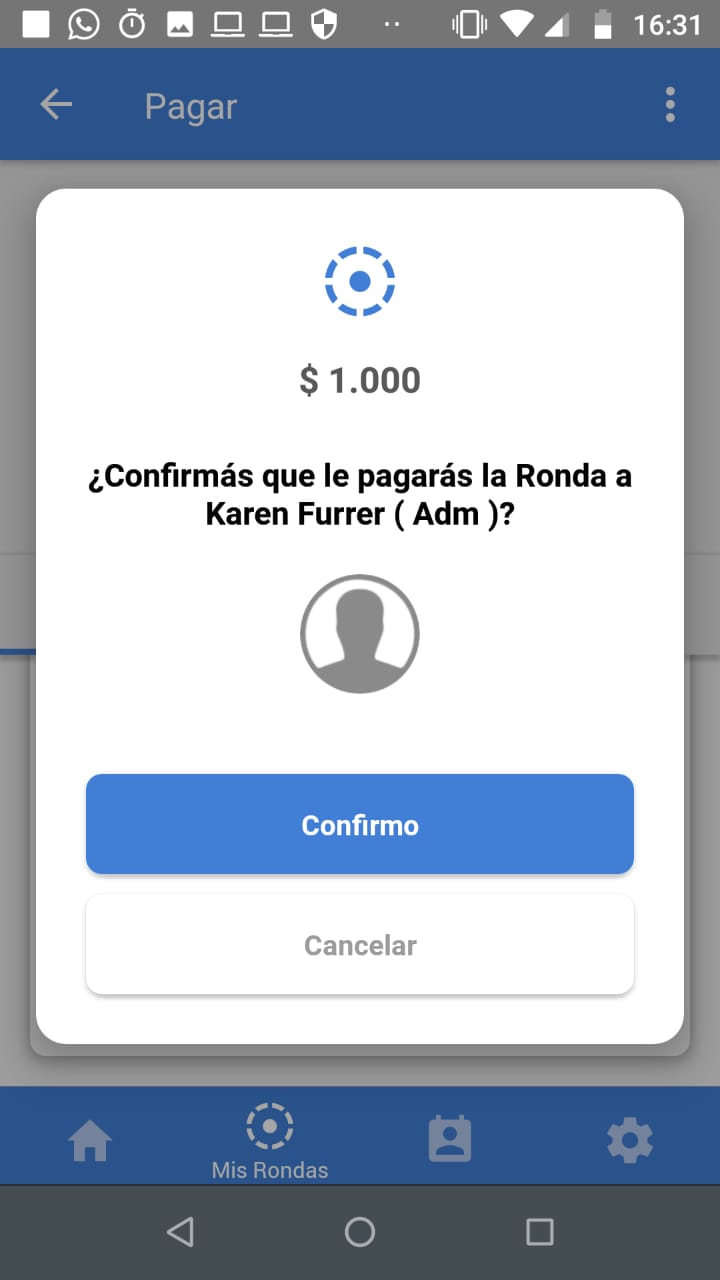 16:31
Pagar
$ 1.000
¿Confirmás que le pagarás la Ronda a
Karen Furrer ( Adm )?
Confirmo
Cancelar
Mis Rondas